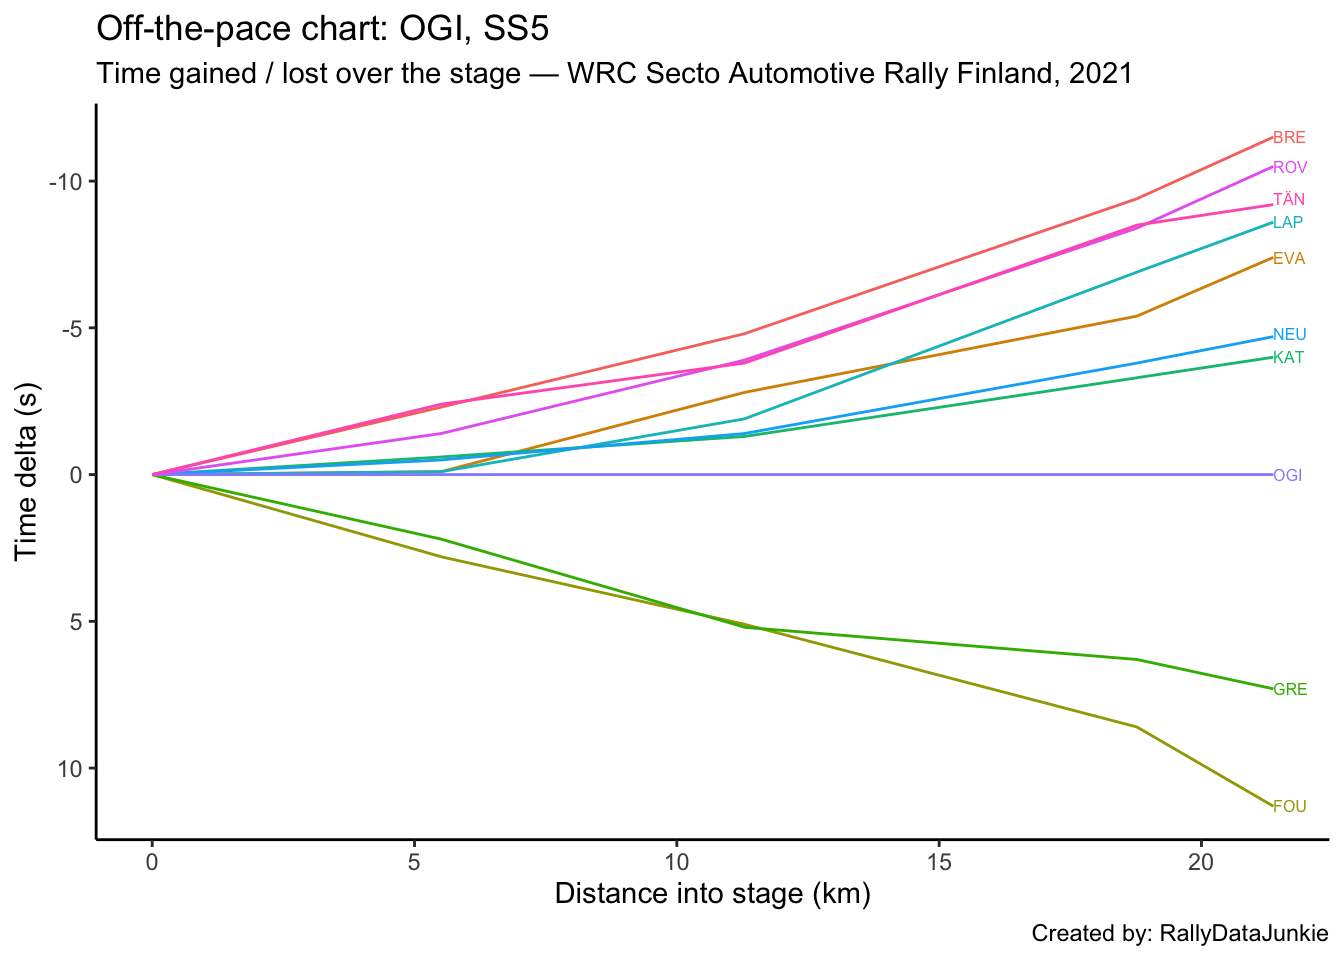 Off-the-pace chart: OGI, SS5
Time gained / lost over the stage — WRC Secto Automotive Rally Finland, 2021
Time delta (s)
-10
-5
0
5
10
BRE
ROV
TÄN
LAP
EVA
NEU
KAT
OGI
GRE
FOU
0 5 10 15 20
Distance into stage (km)
Created by: RallyDataJunkie